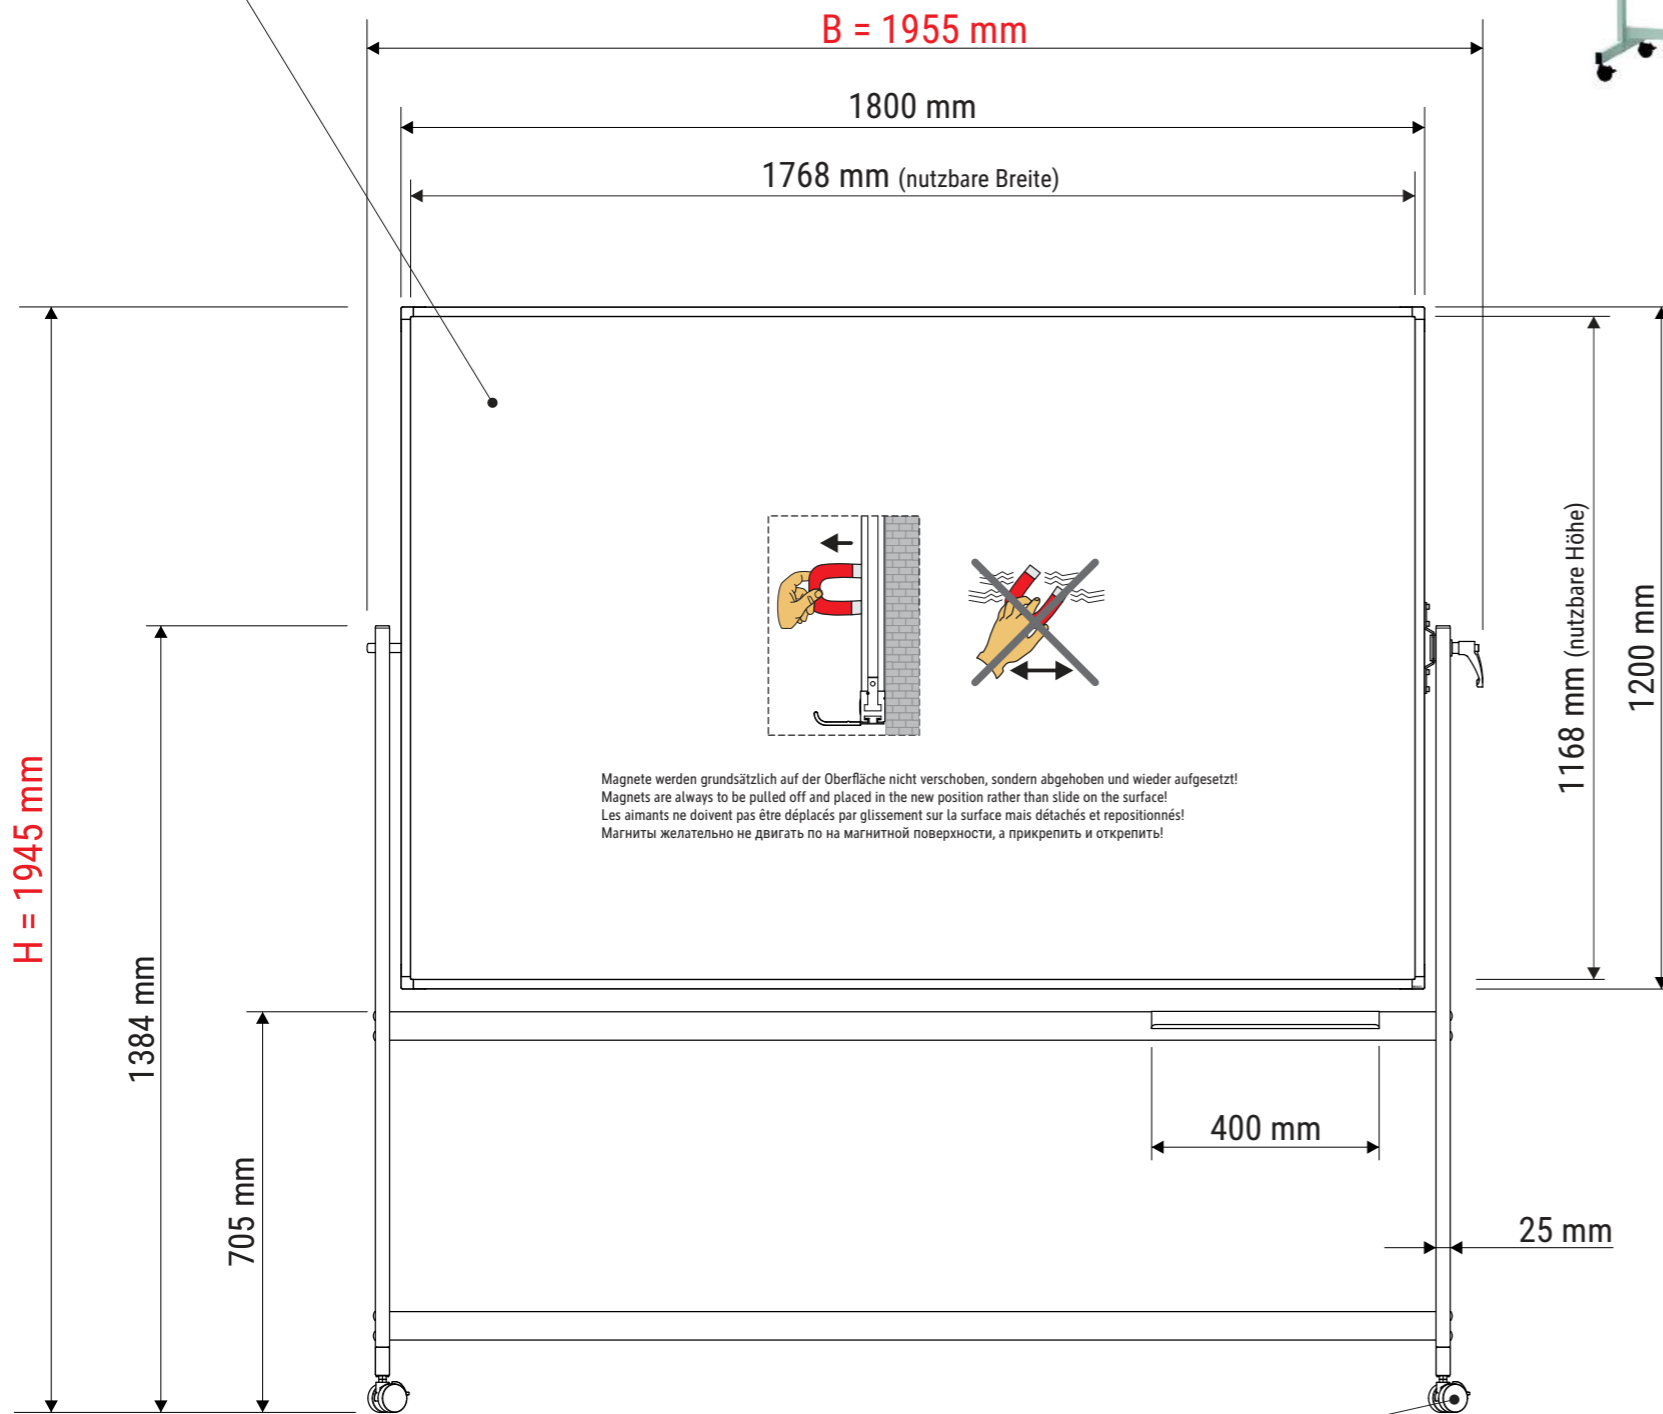 B = 1955 mm
1800 mm
1768 mm (nutzbare Breite)
H = 1945 mm
1384 mm
705 mm
1168 mm (nutzbare Höhe)
1200 mm
Magnete werden grundsätzlich auf der Oberfläche nicht verschoben, sondern abgehoben und wieder aufgesetzt!
Magnets are always to be pulled off and placed in the new position rather than slide on the surface!
Les aimants ne doivent pas être déplacés par glissement sur la surface mais détachés et repositionnés!
Магниты желательно не двигать по на магнитной поверхности, а прикрепить и открепить!
400 mm
25 mm